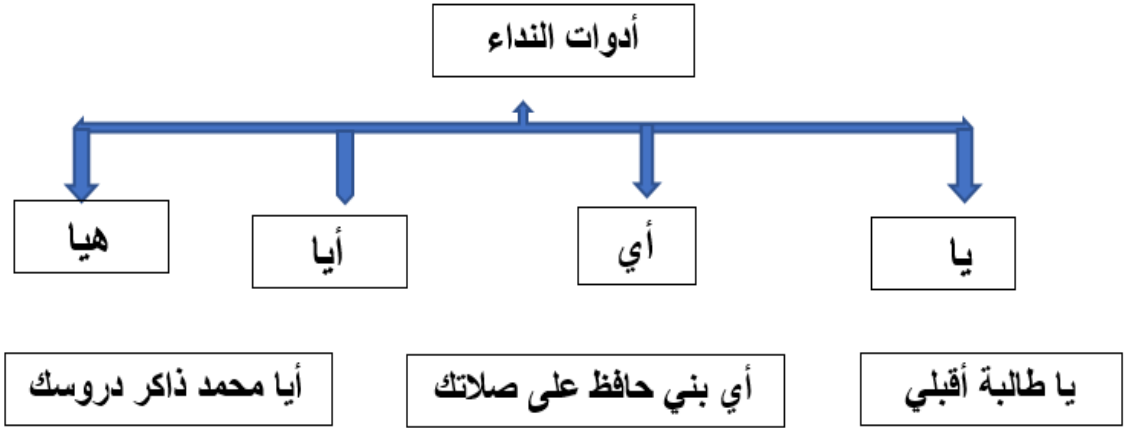 أدوات النداء
يا
أي
أيا
هيا
يا طالبة أقبلي
أي بني حافظ على صلاتك
أيا محمد ذاكر دروسك